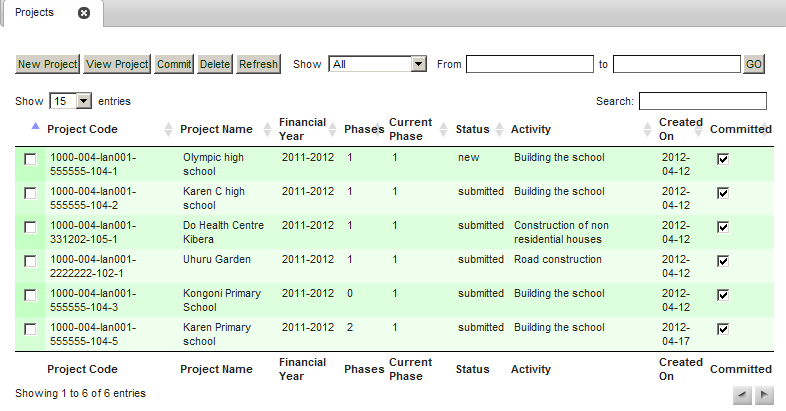 Projects
New Project View Project Commit Delete Refresh Show All From to GO
Show 15 entries Search:
Project Code Project Name Financial Year Phases Current Phase Status Activity Created On Committed
1000-004-lan001-555555-104-1 Olympic high school 2011-2012 1 1 new Building the school 2012-04-12
1000-004-lan001-555555-104-2 Karen C high school 2011-2012 1 1 submitted Building the school 2012-04-12
1000-004-lan001-331202-105-1 Do Health Centre Kibera 2011-2012 1 1 submitted Construction of non residential houses 2012-04-12
1000-004-lan001-2222222-102-1 Uhuru Garden 2011-2012 1 1 submitted Road construction 2012-04-12
1000-004-lan001-555555-104-3 Kongoni Primary School 2011-2012 0 1 submitted Building the school 2012-04-12
1000-004-lan001-555555-104-5 Karen Primary school 2011-2012 2 1 submitted Building the school 2012-04-17
Project Code Project Name Financial Year Phases Current Phase Status Activity Created On Committed
Showing 1 to 6 of 6 entries